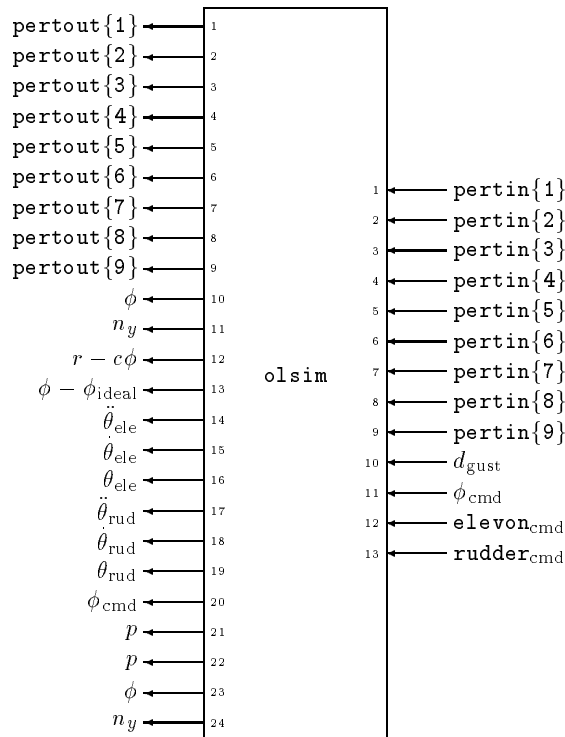 pertout{1} 1
pertout{2} 2
pertout{3} 3
pertout{4} 4
pertout{5} 5
pertout{6} 6
pertout{7} 7
pertout{8} 8
pertout{9} 9
ϕ 10
n_y 11
r − cϕ 12
ϕ − ϕ_ideal 13
θ̈_ele 14
θ̇_ele 15
θ_ele 16
θ̈_rud 17
θ̇_rud 18
θ_rud 19
ϕ_cmd 20
p 21
p 22
ϕ 23
n_y 24
olsim
1 pertin{1}
2 pertin{2}
3 pertin{3}
4 pertin{4}
5 pertin{5}
6 pertin{6}
7 pertin{7}
8 pertin{8}
9 pertin{9}
10 d_gust
11 ϕ_cmd
12 elevon_cmd
13 rudder_cmd